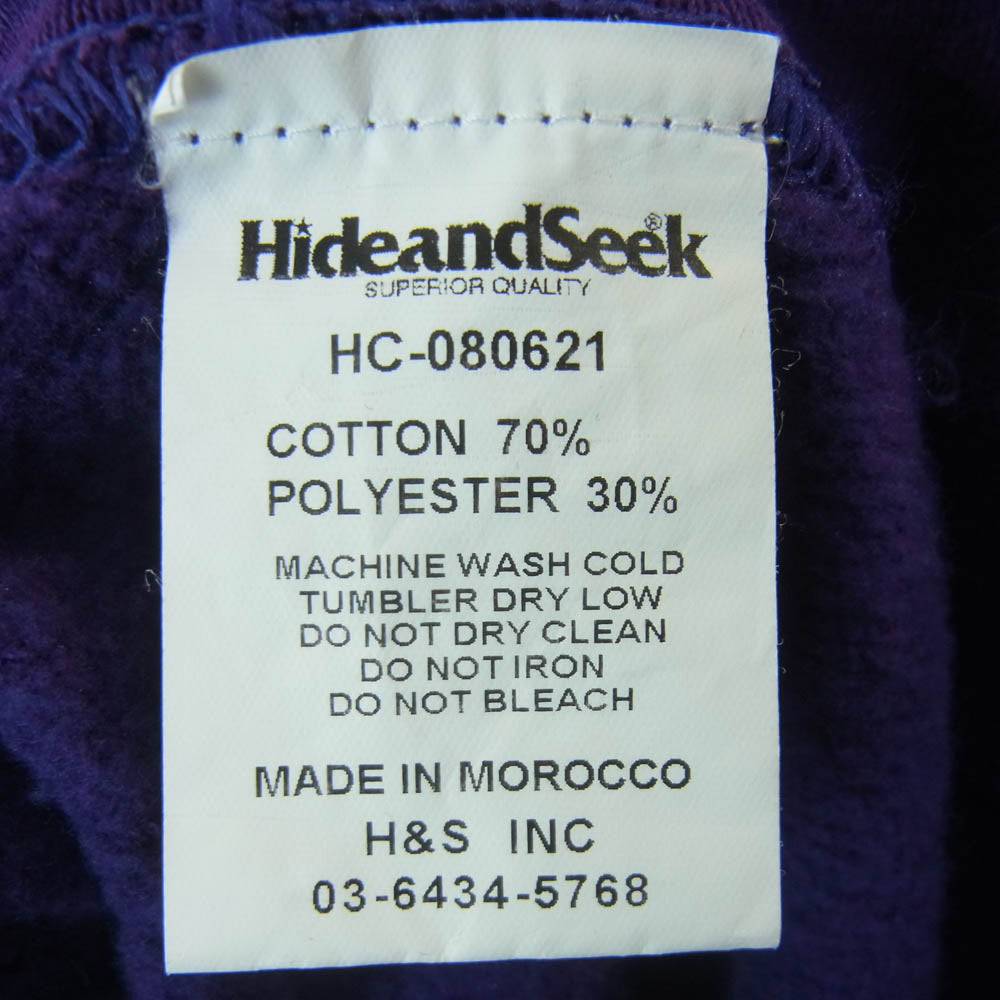 HideandSeek®
SUPERIOR QUALITY
HC-080621
COTTON 70%
POLYESTER 30%
MACHINE WASH COLD
TUMBLER DRY LOW
DO NOT DRY CLEAN
DO NOT IRON
DO NOT BLEACH
MADE IN MOROCCO
H&S INC
03-6434-5768